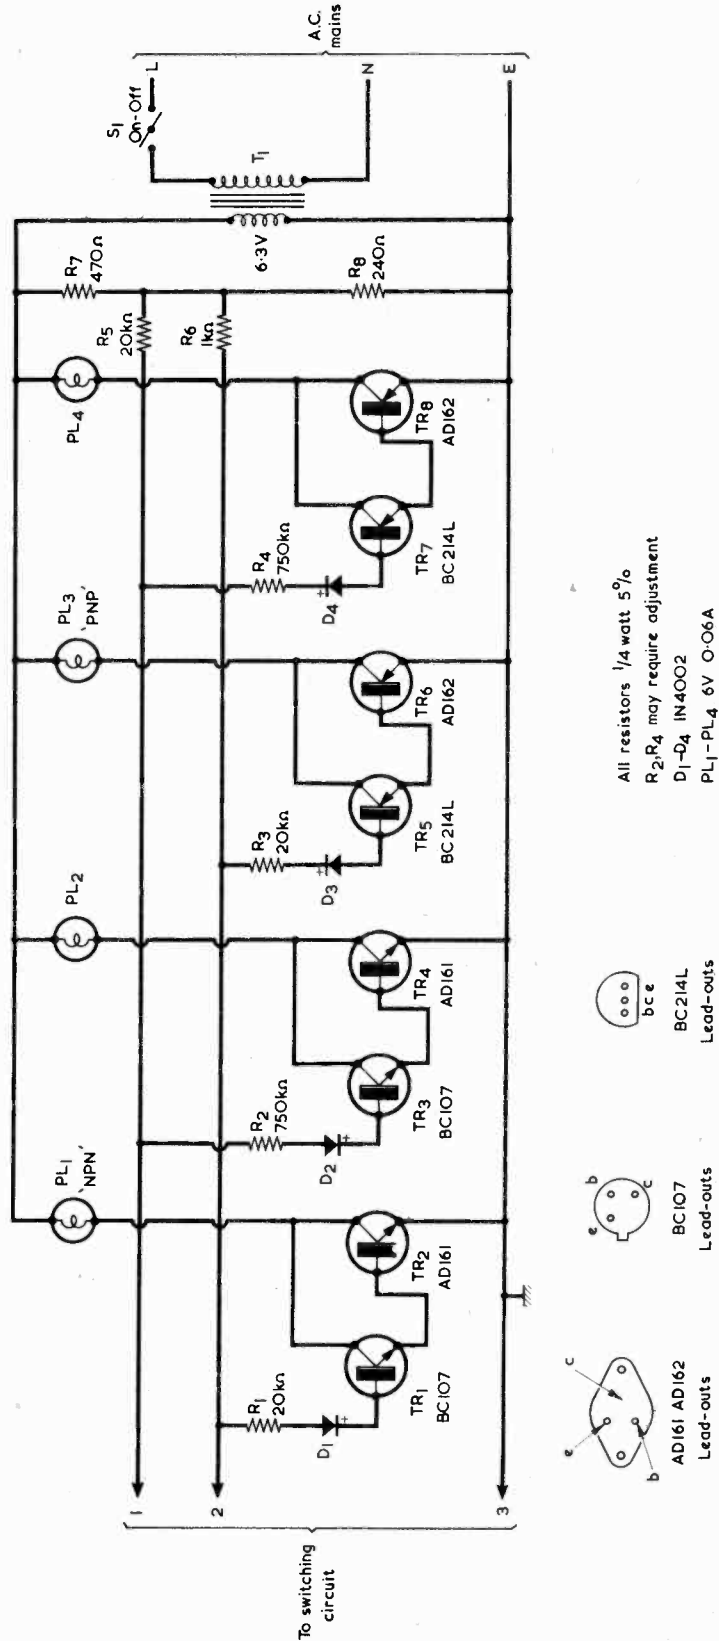 A.C.
mains
L
N
E
S1
On-Off
T1
6·3V
R7
470Ω
R8
240Ω
R5
20kΩ
R6
1kΩ
PL4
TR8
AD162
TR7
BC214L
R4
750kΩ
D4
+
PL3
'PNP'
TR6
AD162
TR5
BC214L
R3
20kΩ
D3
+
PL2
TR4
AD161
TR3
BC107
R2
750kΩ
D2
+
PL1
'NPN'
TR2
AD161
TR1
BC107
R1
20kΩ
D1
+
1
2
3
To switching
circuit
e
c
b
AD161 AD162
Lead-outs
e
b
c
BC107
Lead-outs
b c e
BC214L
Lead-outs
All resistors 1/4 watt 5%
R2,R4 may require adjustment
D1-D4 1N4002
PL1-PL4 6V 0·06A